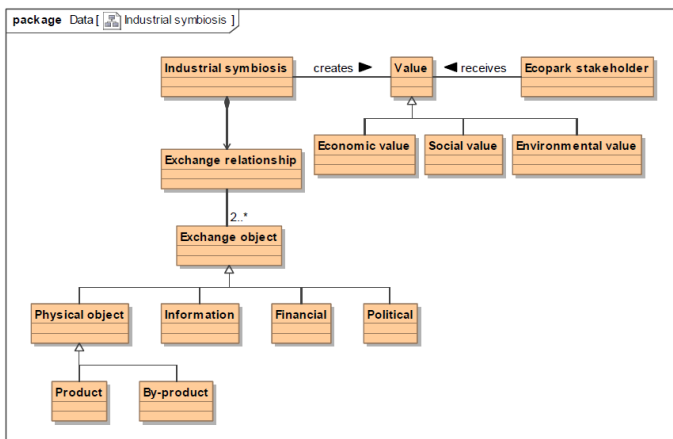 package Data [ Industrial symbiosis ]
Industrial symbiosis creates Value receives Ecopark stakeholder
Economic value Social value Environmental value
Exchange relationship
2..*
Exchange object
Physical object Information Financial Political
Product By-product